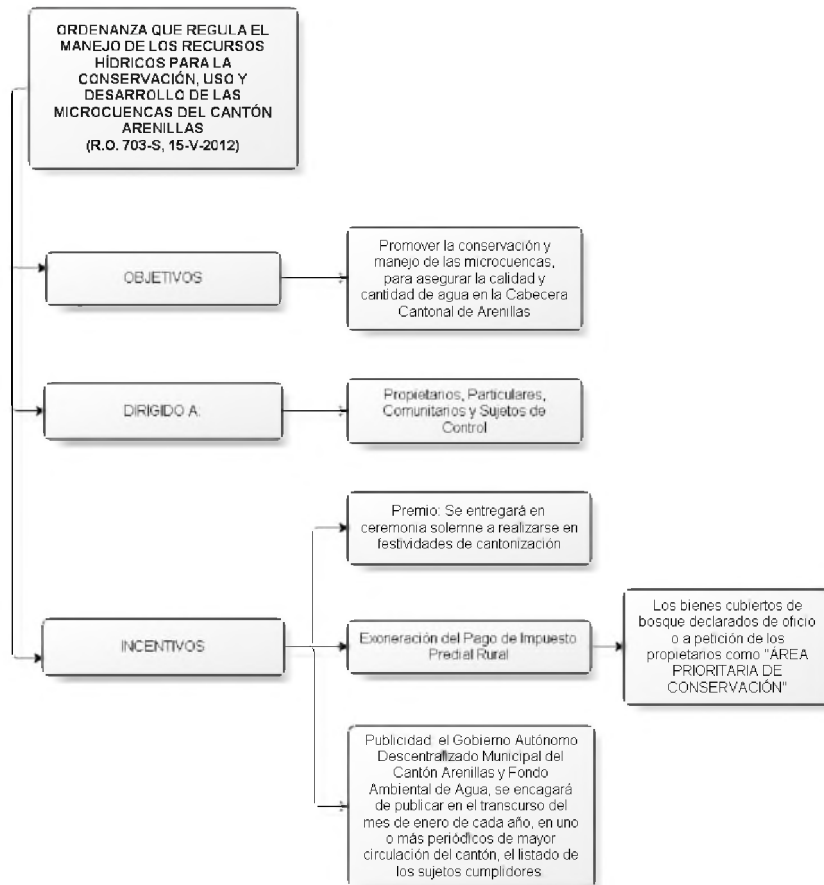 ORDENANZA QUE REGULA EL
MANEJO DE LOS RECURSOS
HÍDRICOS PARA LA
CONSERVACIÓN, USO Y
DESARROLLO DE LAS
MICROCUENCAS DEL CANTÓN
ARENILLAS
(R.O. 703-S, 15-V-2012)
OBJETIVOS
Promover la conservación y
manejo de las microcuencas,
para asegurar la calidad y
cantidad de agua en la Cabecera
Cantonal de Arenillas
DIRIGIDO A:
Propietarios, Particulares,
Comunitarios y Sujetos de
Control
INCENTIVOS
Premio: Se entregará en
ceremonia solemne a realizarse en
festividades de cantonización
Exoneración del Pago de Impuesto
Predial Rural
Los bienes cubiertos de
bosque declarados de oficio
o a petición de los
propietarios como "ÁREA
PRIORITARIA DE
CONSERVACIÓN"
Publicidad: el Gobierno Autónomo
Descentralizado Municipal del
Cantón Arenillas y Fondo
Ambiental de Agua, se encagará
de publicar en el transcurso del
mes de enero de cada año, en uno
o más periódicos de mayor
circulación del cantón, el listado de
los sujetos cumplidores.